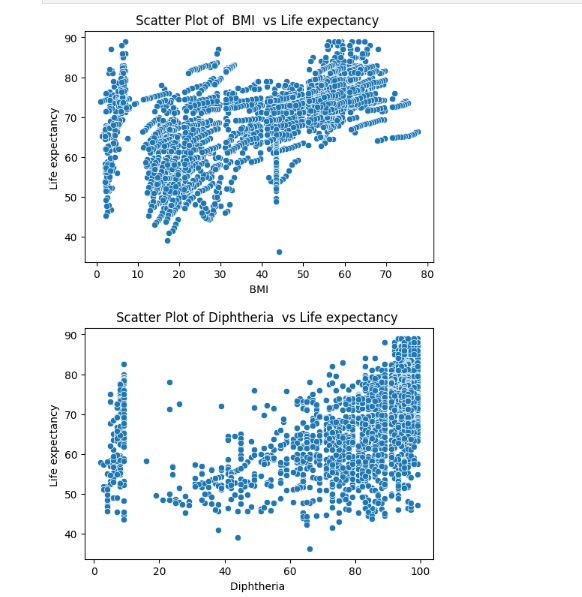 Scatter Plot of  BMI  vs Life expectancy
90
80
70
60
50
40
Life expectancy
0 10 20 30 40 50 60 70 80
BMI
Scatter Plot of Diphtheria  vs Life expectancy
90
80
70
60
50
40
Life expectancy
0 20 40 60 80 100
Diphtheria